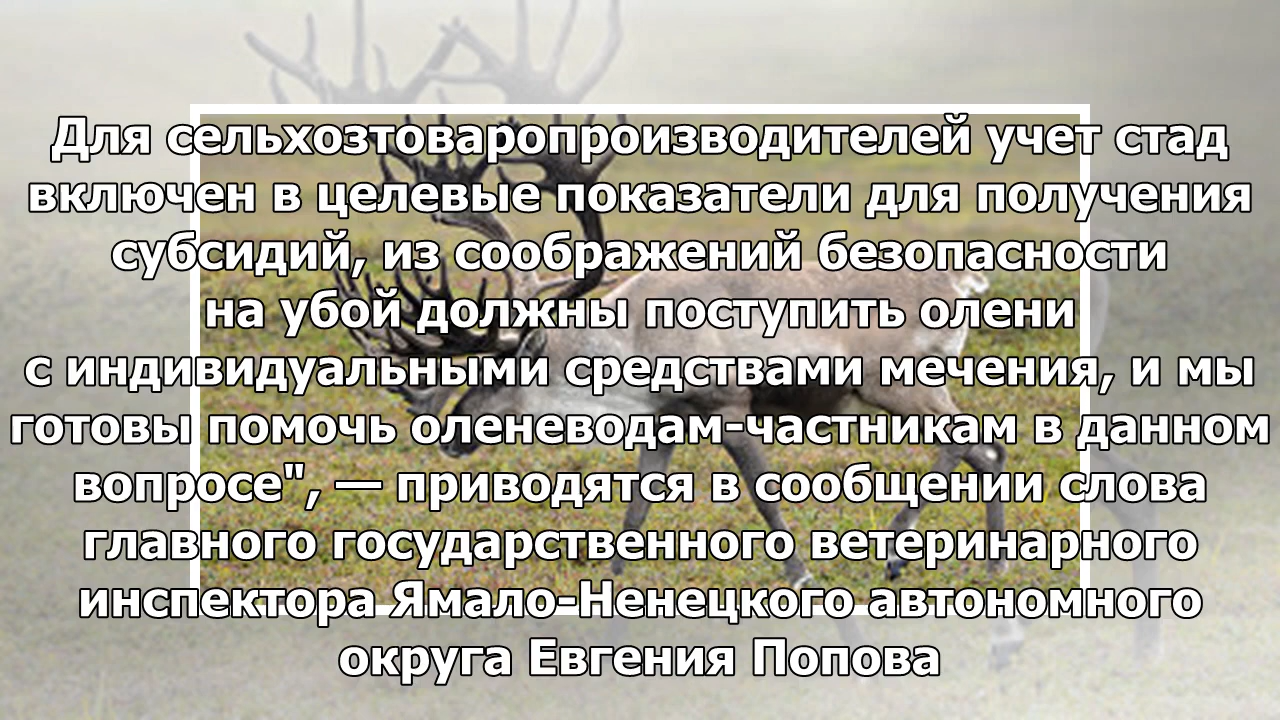 Для сельхозтоваропроизводителей учет стад
включен в целевые показатели для получения
субсидий, из соображений безопасности
на убой должны поступить олени
с индивидуальными средствами мечения, и мы
готовы помочь оленеводам-частникам в данном
вопросе", — приводятся в сообщении слова
главного государственного ветеринарного
инспектора Ямало-Ненецкого автономного
округа Евгения Попова